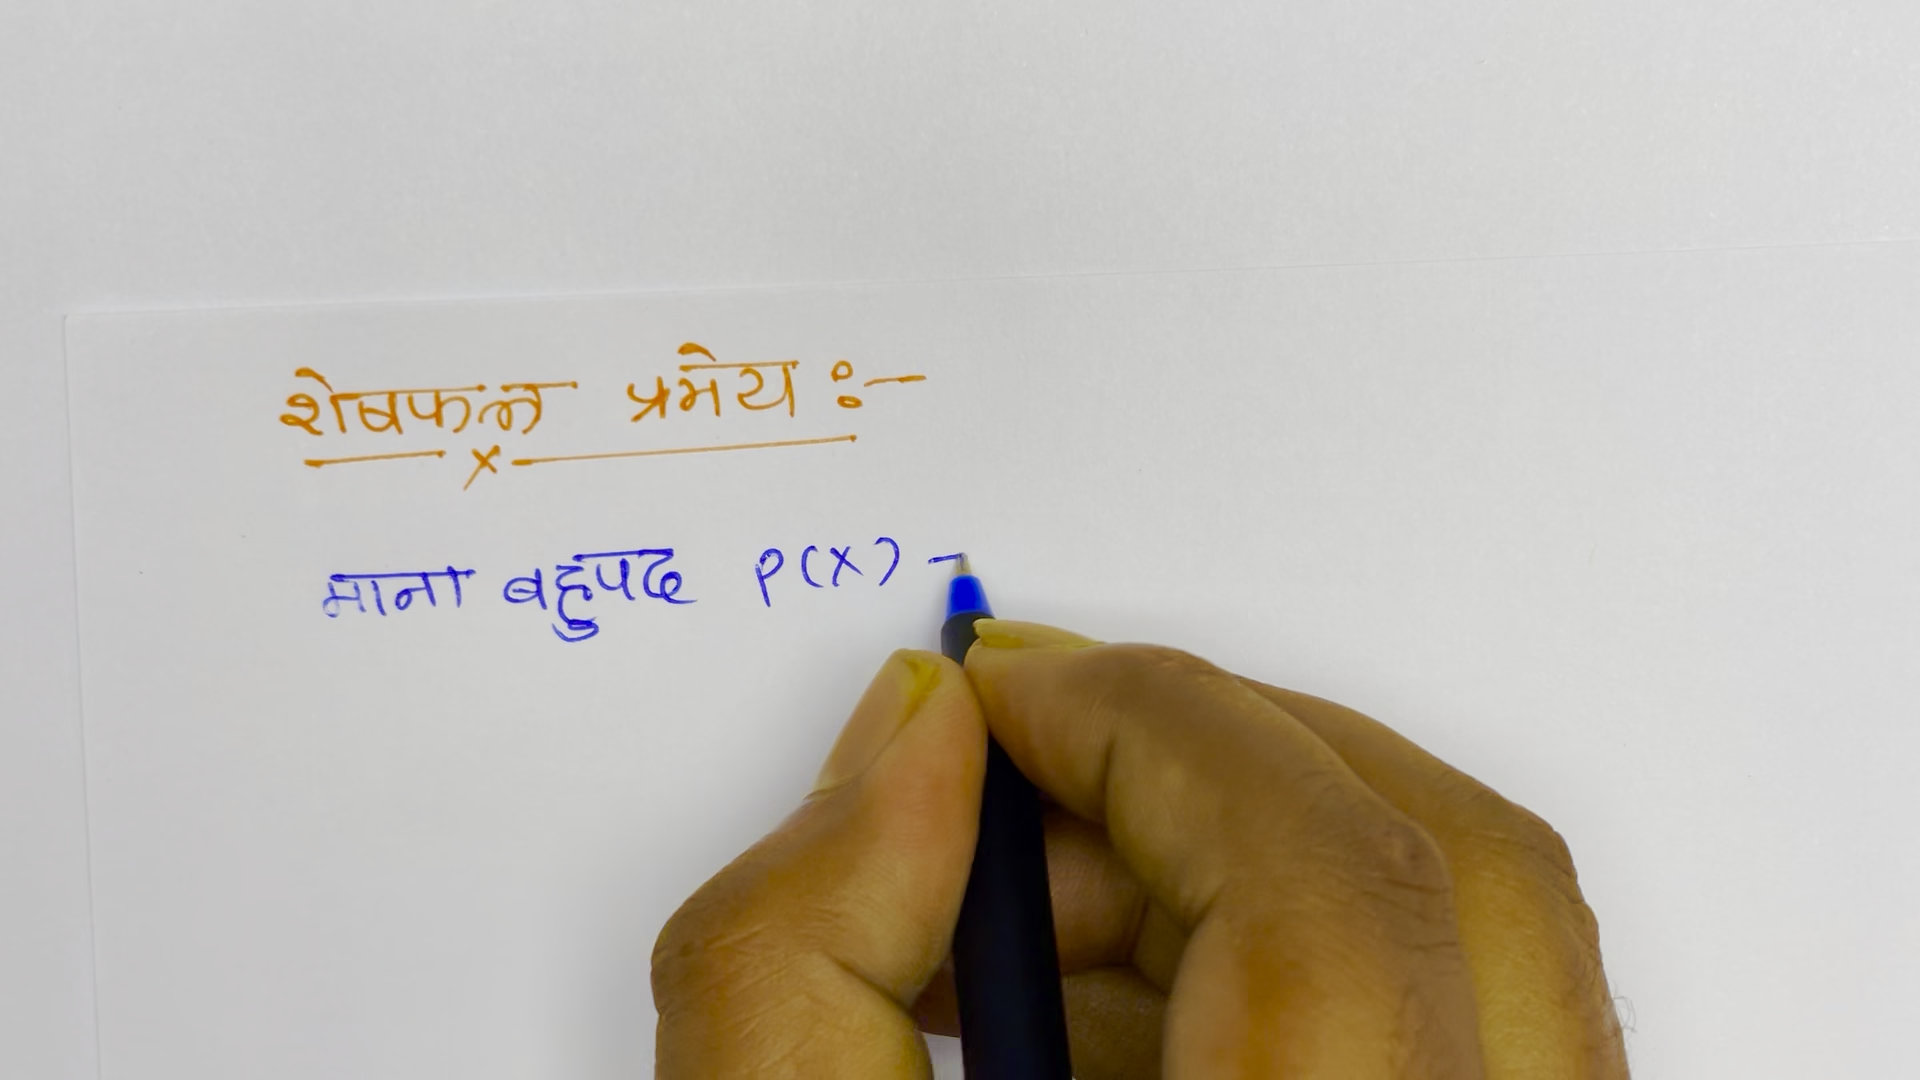 शेषफल प्रमेय :-
माना बहुपद P(x) -